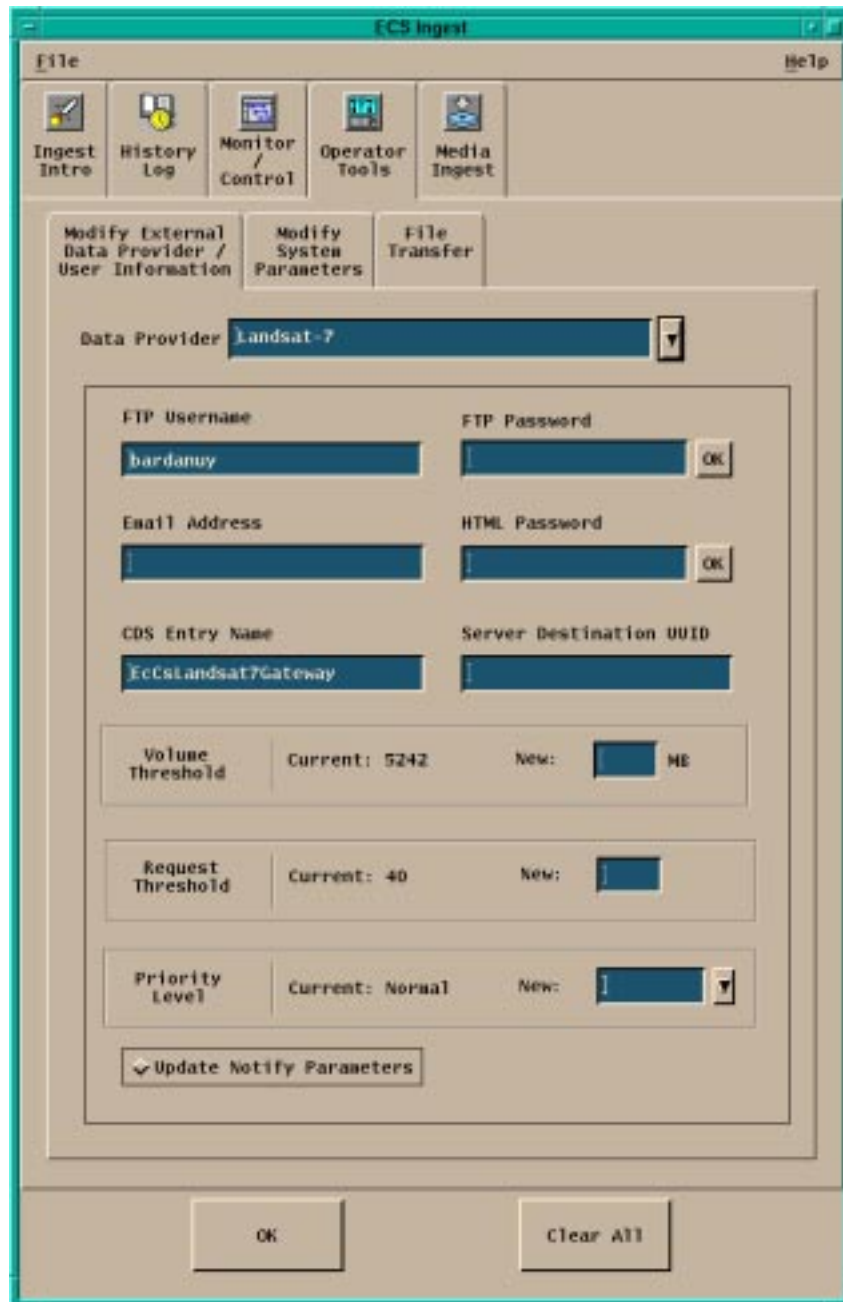 ECS Ingest
File
Help
Ingest
Intro
History
Log
Monitor
/
Control
Operator
Tools
Media
Ingest
Modify External
Data Provider /
User Information
Modify
System
Parameters
File
Transfer
Data Provider
Landsat-7
FTP Username
FTP Password
bardanuy
OK
Email Address
HTML Password
OK
CDS Entry Name
Server Destination UUID
EcCsLandsat7Gateway
Volume
Threshold
Current: 5242
New:
MB
Request
Threshold
Current: 40
New:
Priority
Level
Current: Normal
New:
Update Notify Parameters
OK
Clear All